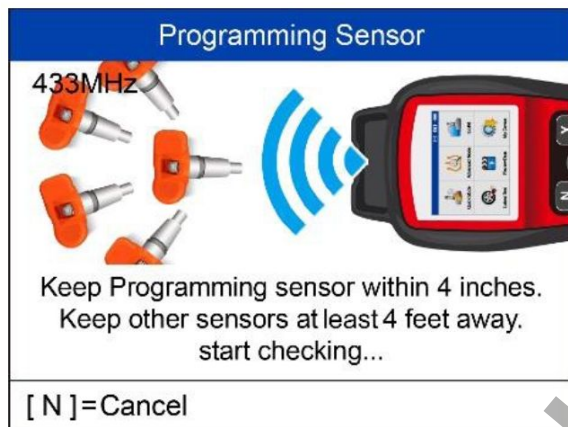 Programming Sensor
433MHz
Keep Programming sensor within 4 inches.
Keep other sensors at least 4 feet away.
start checking...
[ N ]=Cancel
Y
N